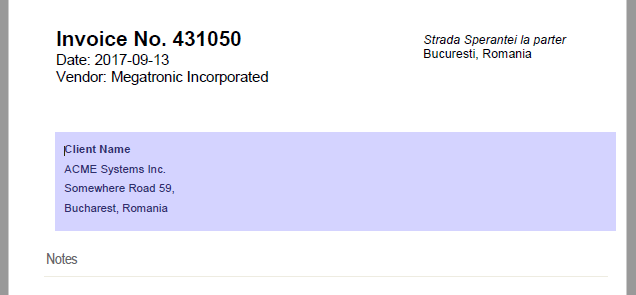 Invoice No. 431050
Date: 2017-09-13
Vendor: Megatronic Incorporated
Strada Sperantei la parter
Bucuresti, Romania
Client Name
ACME Systems Inc.
Somewhere Road 59,
Bucharest, Romania
Notes